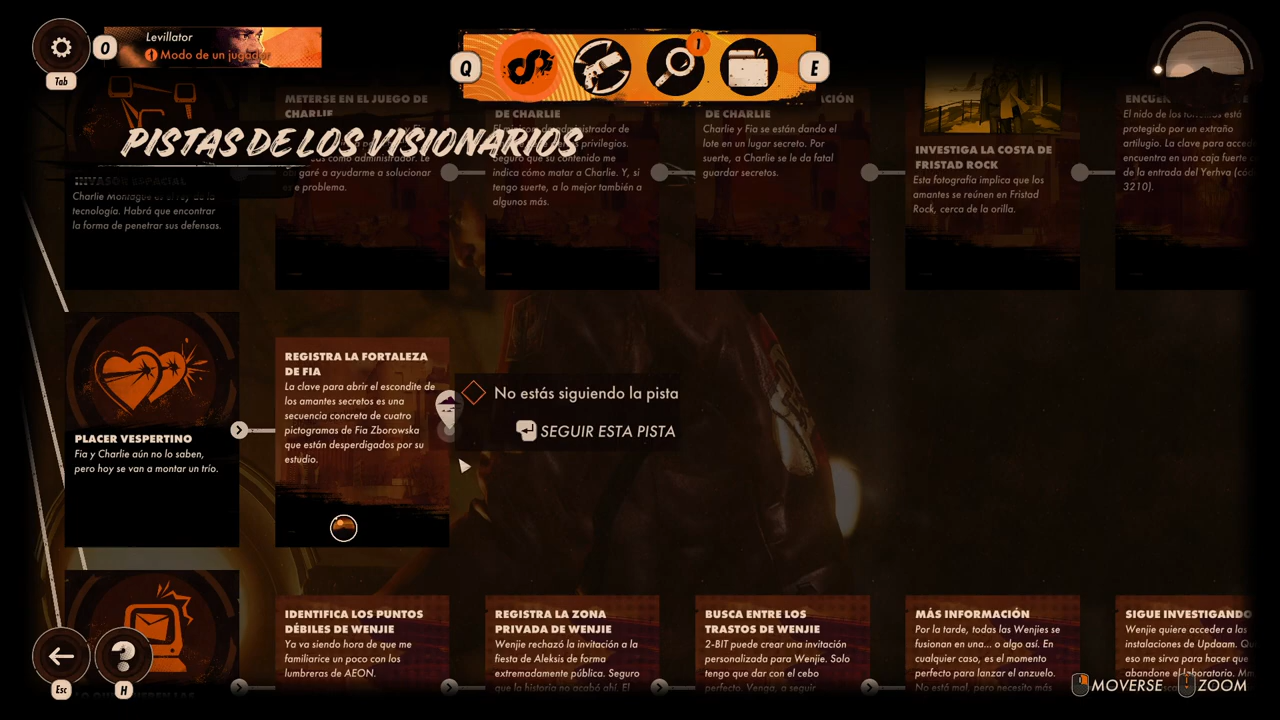 Levillator
Modo de un jugador
O
Tab
Q
1
E
PISTAS DE LOS VISIONARIOS
INVASOR ESPACIAL
Charlie Montague es el rey de la
tecnología. Habrá que encontrar
la forma de penetrar sus defensas.
METERSE EN EL JUEGO DE
CHARLIE
como administrador. Le
garé a ayudarme a solucionar
e problema.
DE CHARLIE
administrador de
privilegios.
Seguro que su contenido me
indica cómo matar a Charlie. Y, si
tengo suerte, a lo mejor también a
algunos más.
DE CHARLIE
Charlie y Fia se están dando el
lote en un lugar secreto. Por
suerte, a Charlie se le da fatal
guardar secretos.
INVESTIGA LA COSTA DE
FRISTAD ROCK
Esta fotografía implica que los
amantes se reúnen en Fristad
Rock, cerca de la orilla.
El nido de los está
protegido por un extraño
artilugio. La clave para
encuentra en una caja fuerte
de la entrada del Yerhva
3210).
PLACER VESPERTINO
Fia y Charlie aún no lo saben,
pero hoy se van a montar un trío.
REGISTRA LA FORTALEZA
DE FIA
La clave para abrir el escondite de
los amantes secretos es una
secuencia concreta de cuatro
pictogramas de Fia Zborowska
que están desperdigados por su
estudio.
No estás siguiendo la pista
SEGUIR ESTA PISTA
IDENTIFICA LOS PUNTOS
DÉBILES DE WENJIE
Ya va siendo hora de que me
familiarice un poco con los
lumbreras de AEON.
REGISTRA LA ZONA
PRIVADA DE WENJIE
Wenjie rechazó la invitación a la
fiesta de Aleksis de forma
extremadamente pública. Seguro
que la historia no acabó ahí. El
BUSCA ENTRE LOS
TRASTOS DE WENJIE
2-BIT puede crear una invitación
personalizada para Wenjie. Solo
tengo que dar con el cebo
perfecto. Venga, a seguir
MÁS INFORMACIÓN
Por la tarde, todas las Wenjies se
fusionan en una... o algo así. En
cualquier caso, es el momento
perfecto para lanzar el anzuelo.
No está mal, pero necesito más
SIGUE INVESTIGANDO
Wenjie quiere acceder a las
instalaciones de Updaam.
eso me sirva para hacer que
abandone el laboratorio.
Esc
H
MOVERSE
ZOOM